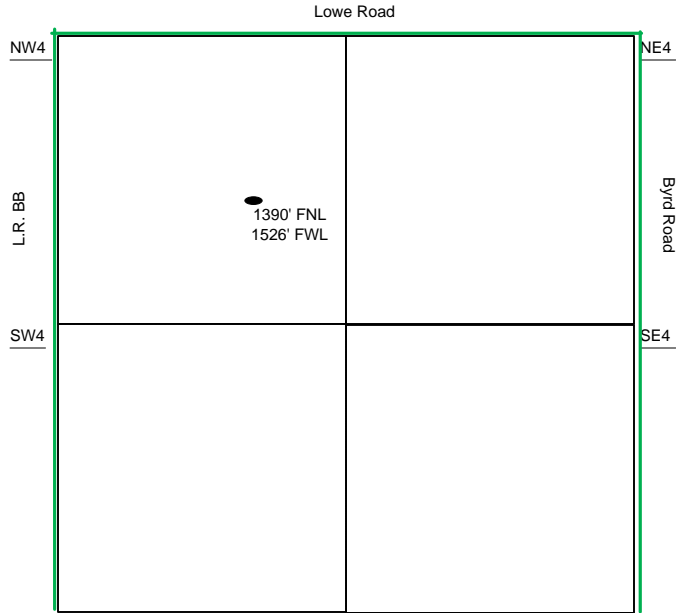 Lowe Road
NW4
NE4
L.R. BB
Byrd Road
1390' FNL
1526' FWL
SW4
SE4